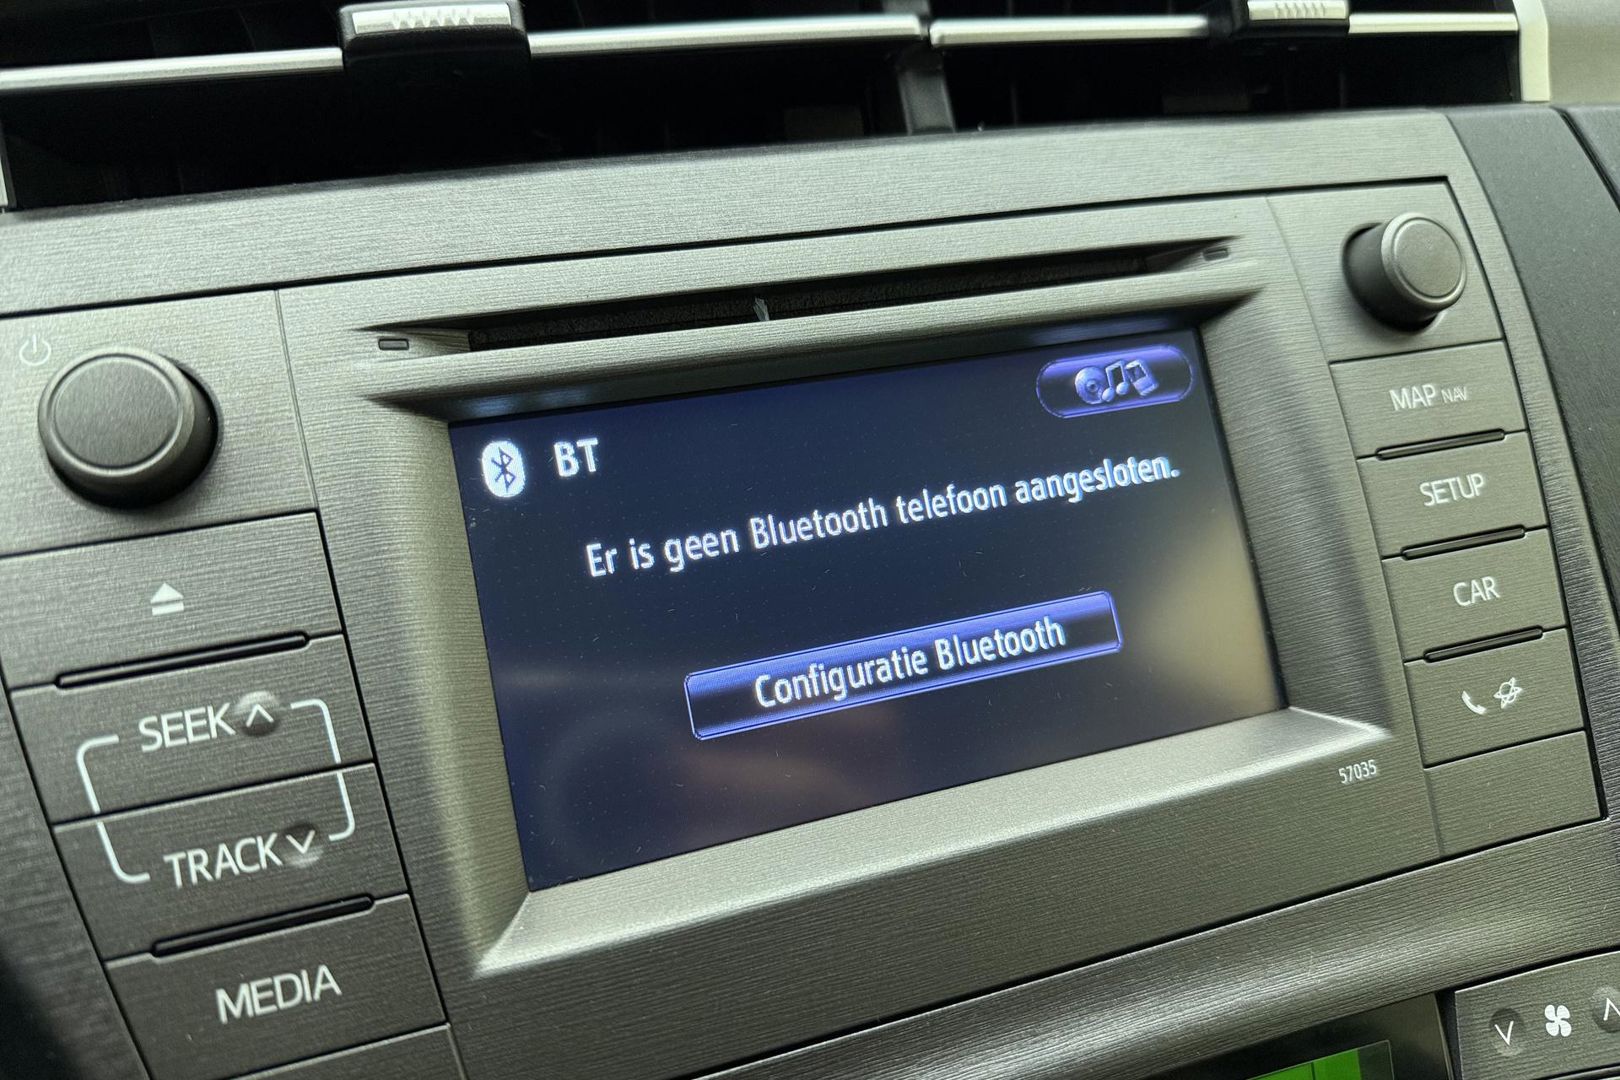 BT
Er is geen Bluetooth telefoon aangesloten.
Configuratie Bluetooth
SEEK
TRACK
MEDIA
MAP NAV
SETUP
CAR
57035